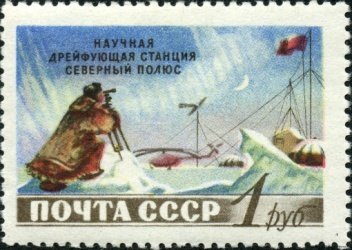 НАУЧНАЯ
ДРЕЙФУЮЩАЯ СТАНЦИЯ
СЕВЕРНЫЙ ПОЛЮС
ПОЧТА СССР 1 руб